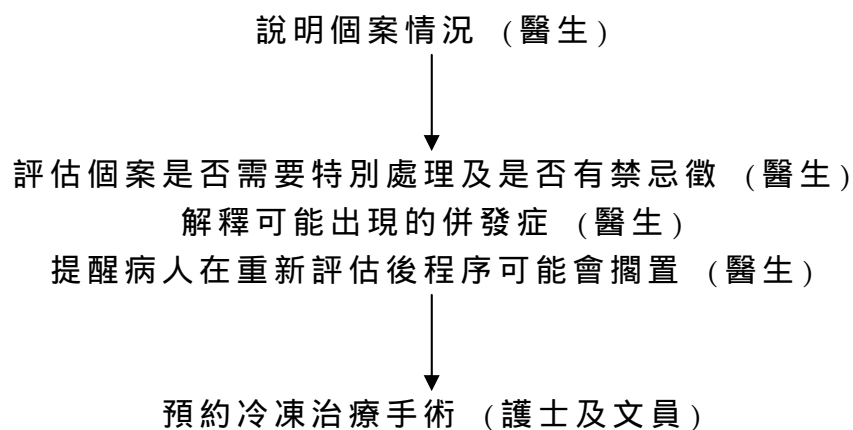 說明個案情況 (醫生)
評估個案是否需要特別處理及是否有禁忌徵 (醫生)
解釋可能出現的併發症 (醫生)
提醒病人在重新評估後程序可能會擱置 (醫生)
預約冷凍治療手術 (護士及文員)